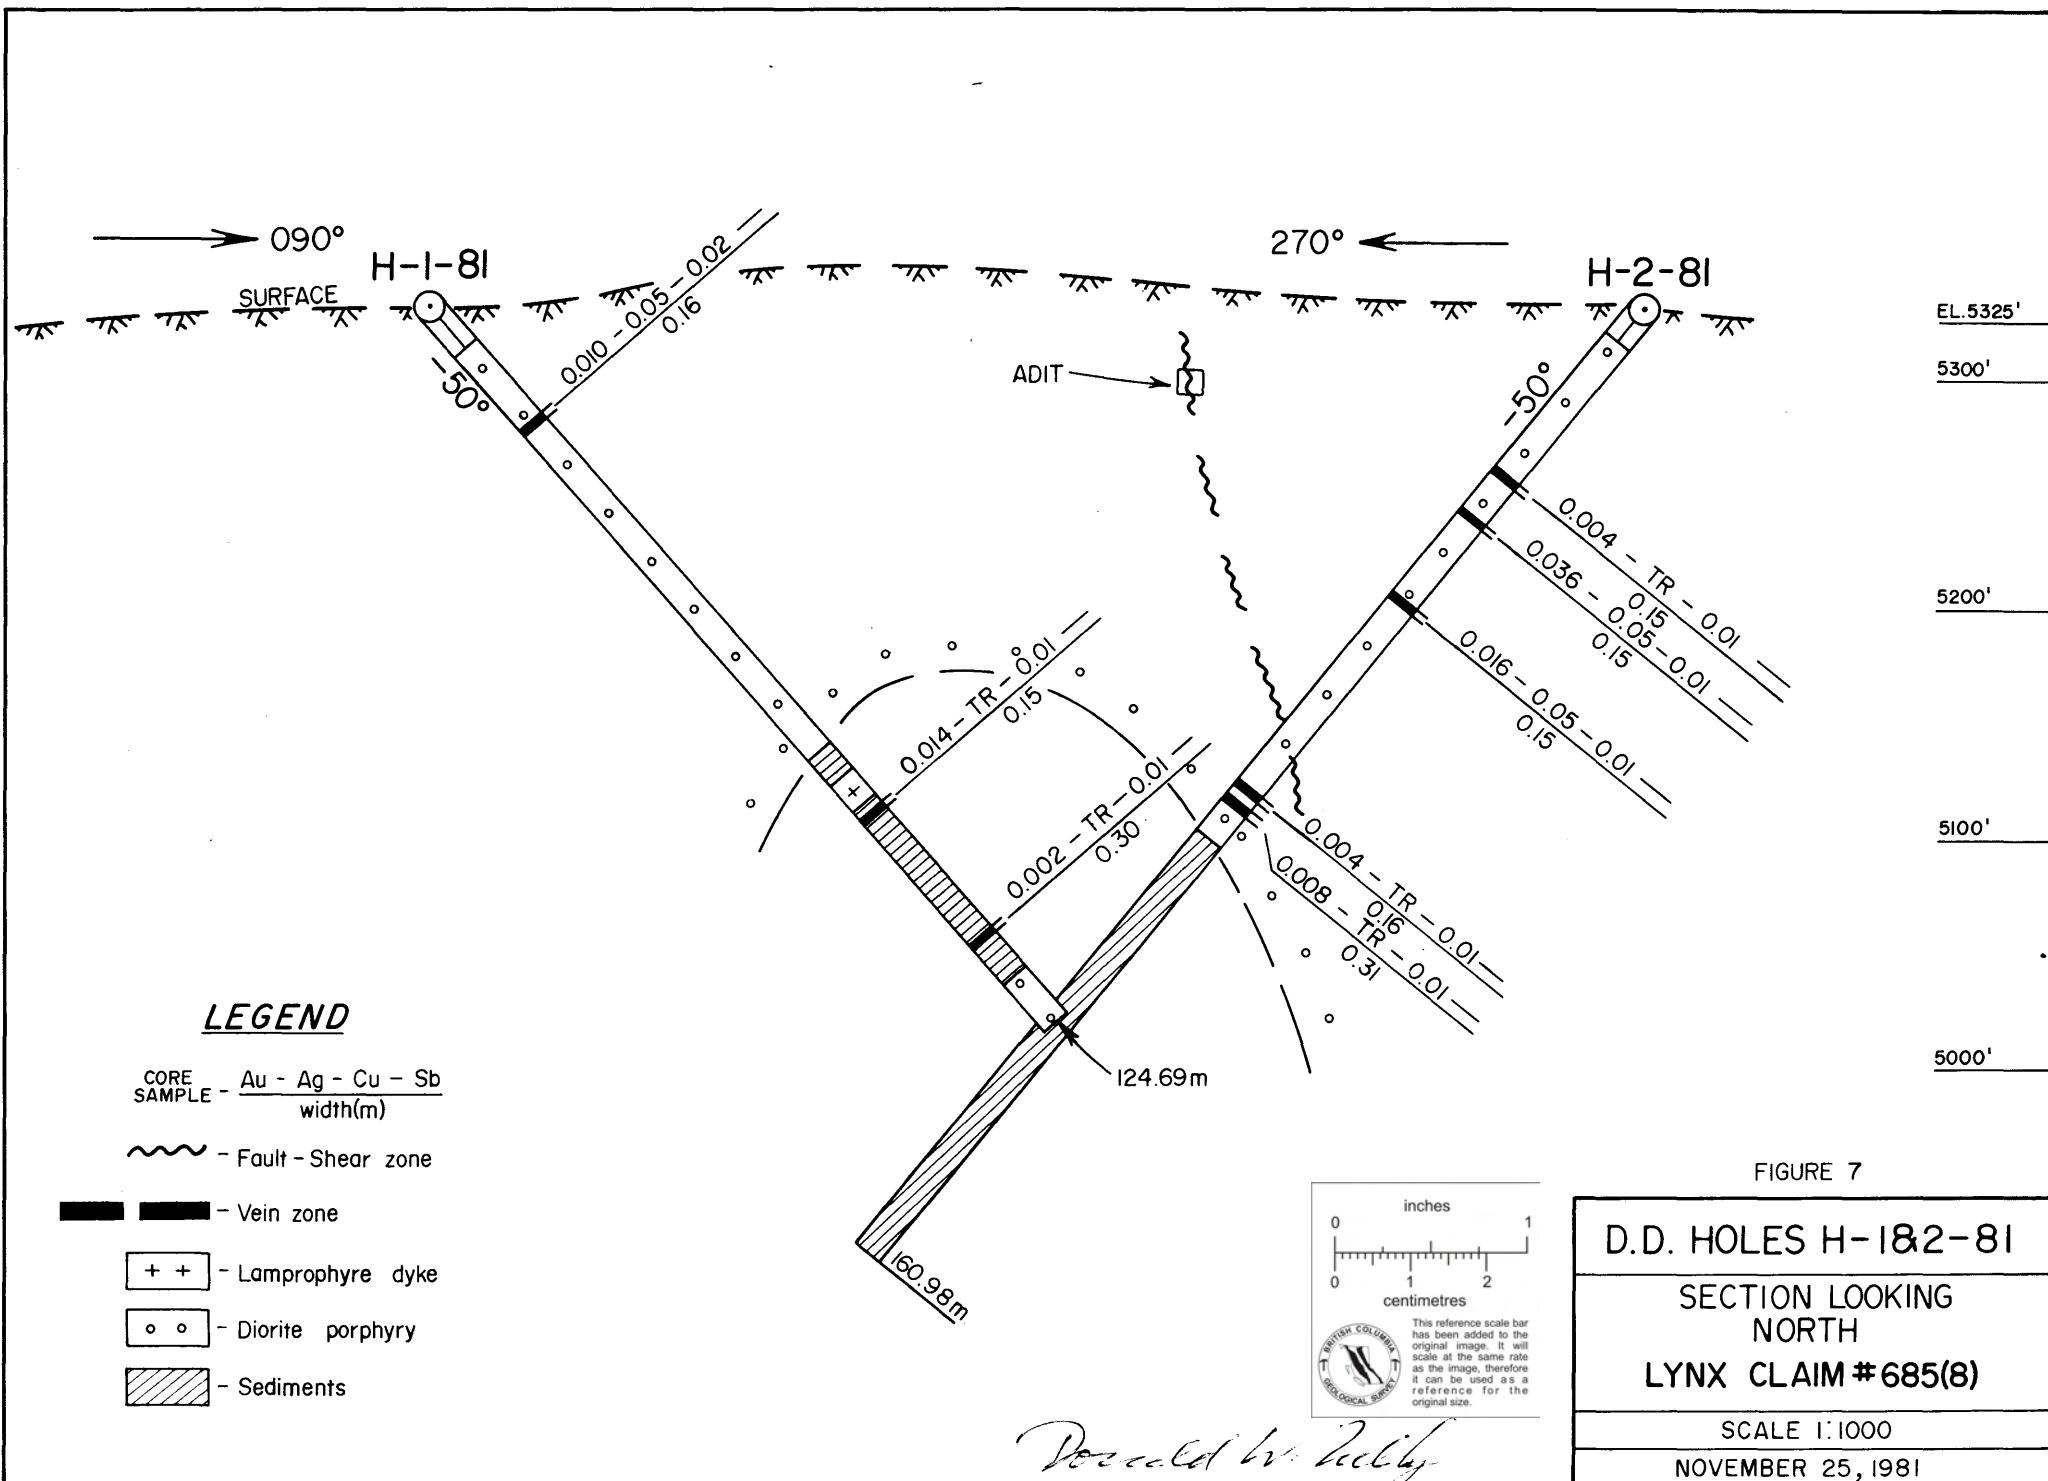 090°
270°
H-1-81
H-2-81
SURFACE
EL.5325'
5300'
5200'
5100'
5000'
-50°
-50°
ADIT
0.010 - 0.05 - 0.02 —
0.16
0.014 - TR - 0.01 —
0.15
0.002 - TR - 0.01 —
0.30
0.004 - TR - 0.01 —
0.15
0.036 - 0.05 - 0.01 —
0.15
0.016 - 0.05 - 0.01 —
0.15
0.004 - TR - 0.01 —
0.16
0.008 - TR - 0.01 —
0.31
124.69m
160.98m
LEGEND
CORE SAMPLE - Au - Ag - Cu - Sb
width(m)
- Fault - Shear zone
- Vein zone
+ + - Lamprophyre dyke
- Diorite porphyry
- Sediments
inches
0 1
0 1 2
centimetres
BRITISH COLUMBIA
GEOLOGICAL SURVEY
This reference scale bar
has been added to the
original image. It will
scale at the same rate
as the image, therefore
it can be used as a
reference for the
original size.
FIGURE 7
D.D. HOLES H-1&2-81
SECTION LOOKING
NORTH
LYNX CLAIM #685(8)
SCALE 1:1000
NOVEMBER 25, 1981
Donald W.